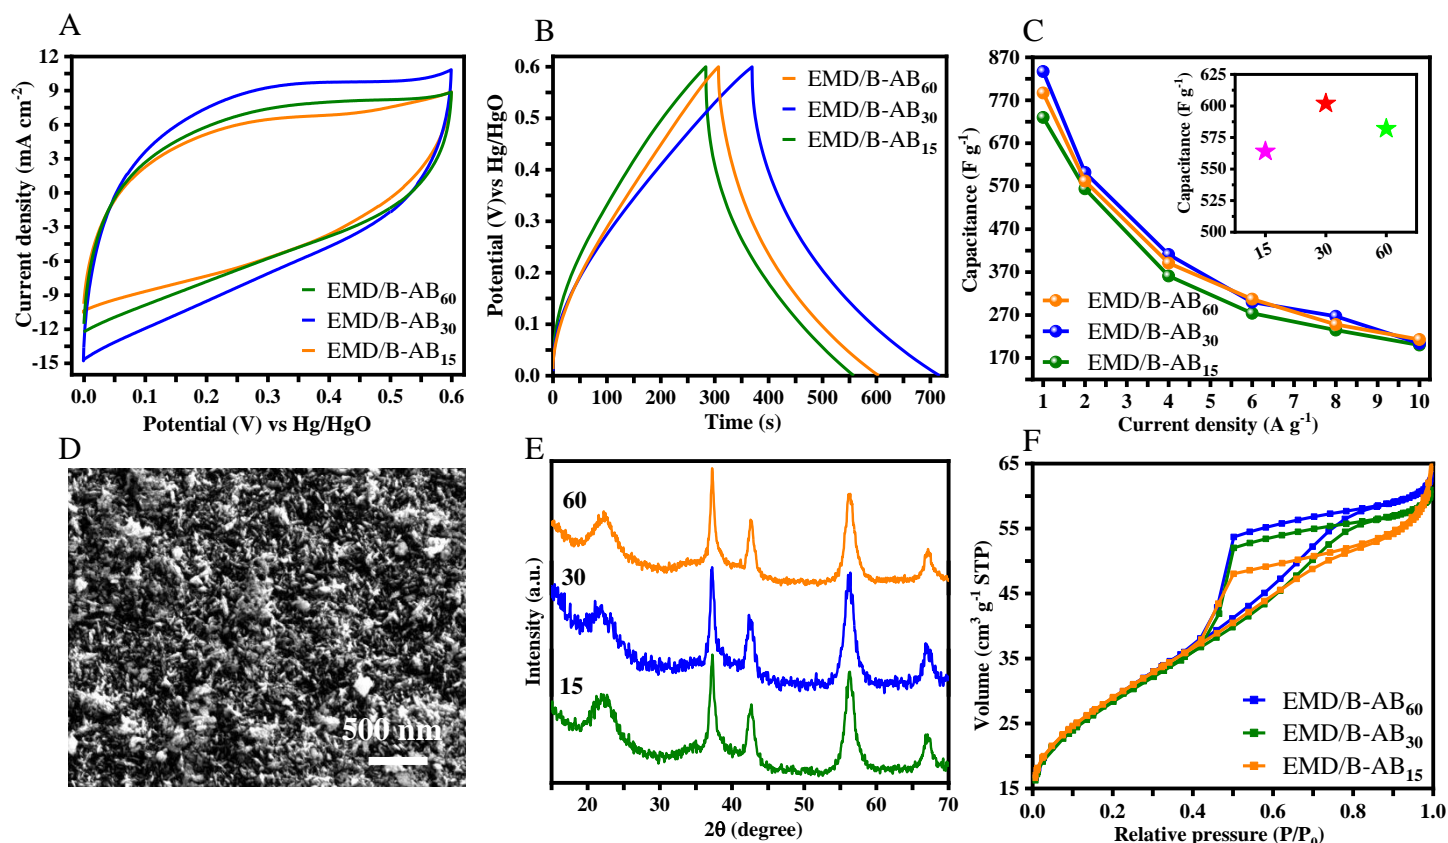 A
12
9
6
3
0
-3
-6
-9
-12
-15
Current density (mA cm⁻²)
EMD/B-AB₆₀
EMD/B-AB₃₀
EMD/B-AB₁₅
0.0 0.1 0.2 0.3 0.4 0.5 0.6
Potential (V) vs Hg/HgO
B
0.6
0.5
0.4
0.3
0.2
0.1
0.0
Potential (V)vs Hg/HgO
EMD/B-AB₆₀
EMD/B-AB₃₀
EMD/B-AB₁₅
0 100 200 300 400 500 600 700
Time (s)
C
870
770
670
570
470
370
270
170
Capacitance (F g⁻¹)
625
600
575
550
525
500
Capacitance (F g⁻¹)
15 30 60
EMD/B-AB₆₀
EMD/B-AB₃₀
EMD/B-AB₁₅
1 2 3 4 5 6 7 8 9 10
Current density (A g⁻¹)
D
500 nm
E
60
30
15
Intensity (a.u.)
20 30 40 50 60 70
2θ (degree)
F
65
55
45
35
25
15
Volume (cm³ g⁻¹ STP)
EMD/B-AB₆₀
EMD/B-AB₃₀
EMD/B-AB₁₅
0.0 0.2 0.4 0.6 0.8 1.0
Relative pressure (P/P₀)